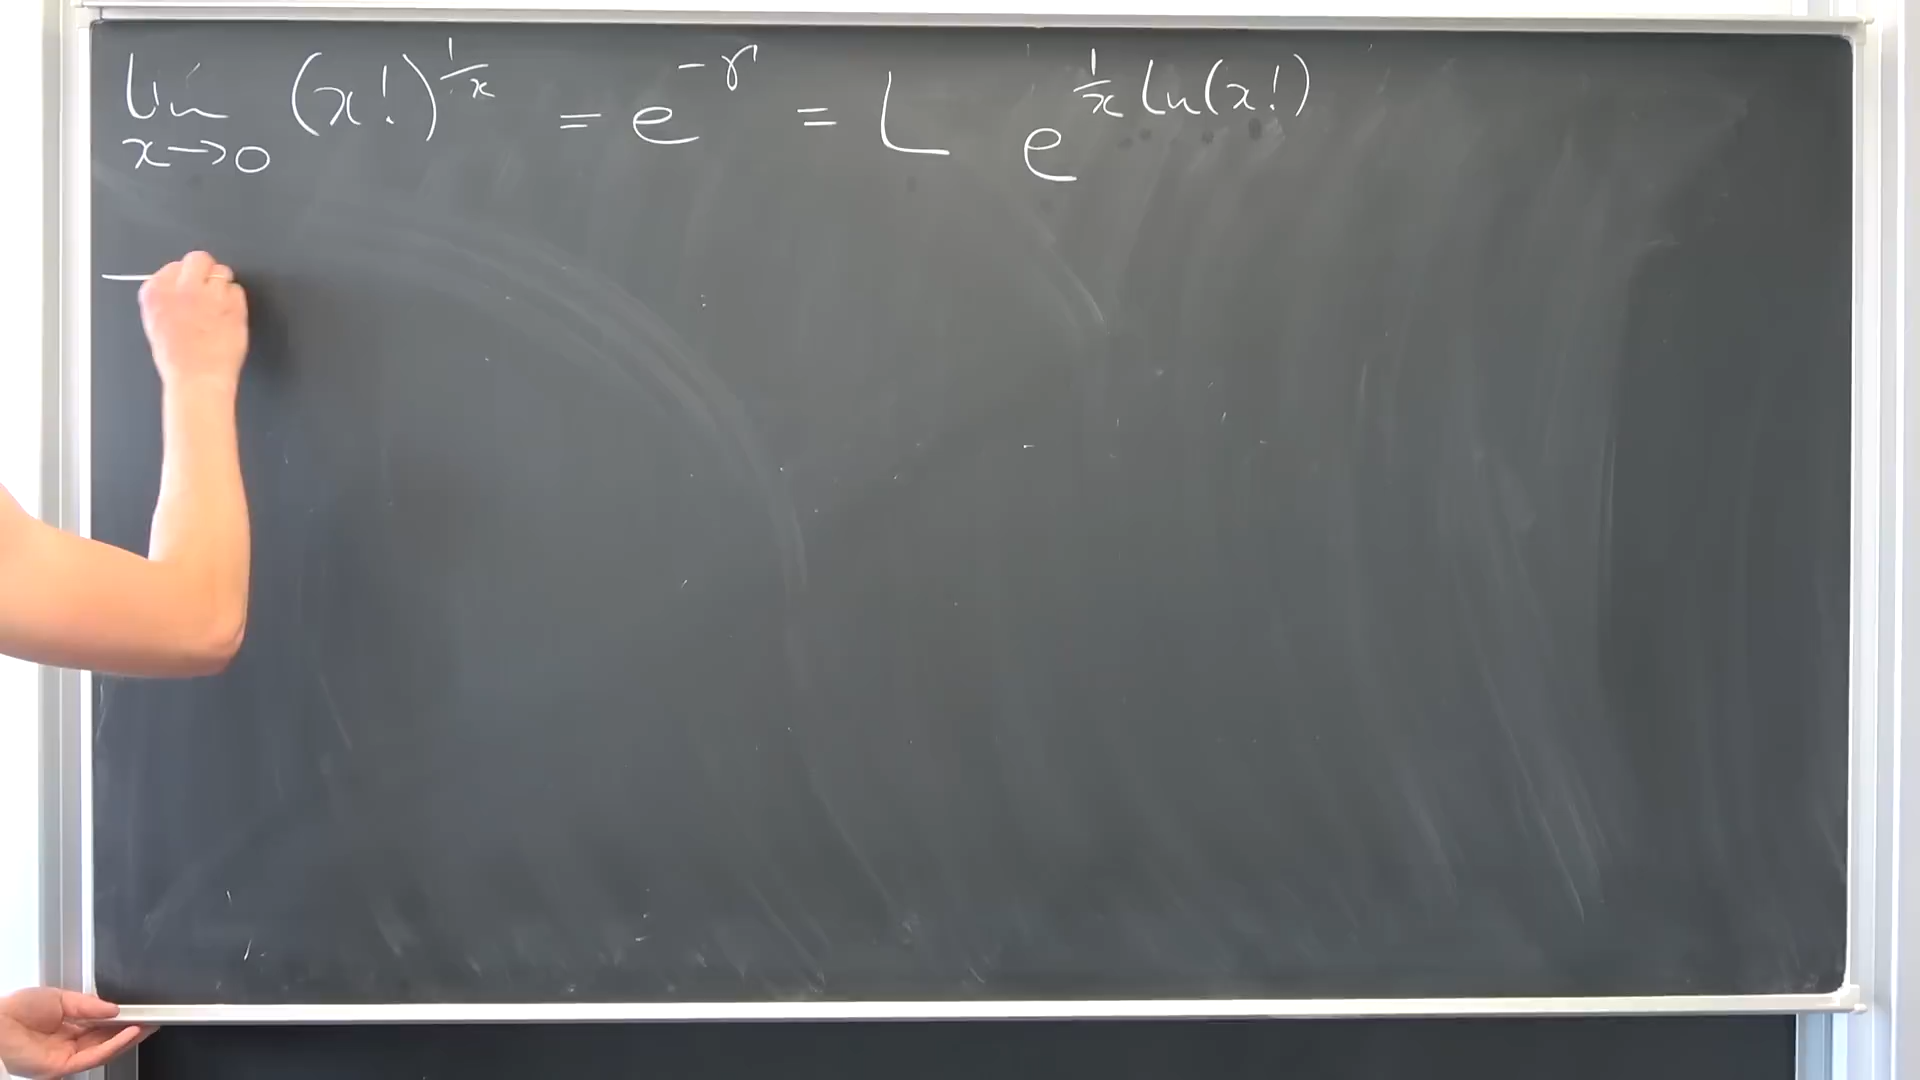 lim x→0 (x!)^(1/x) = e^(-γ) = L e^(1/x ln(x!))